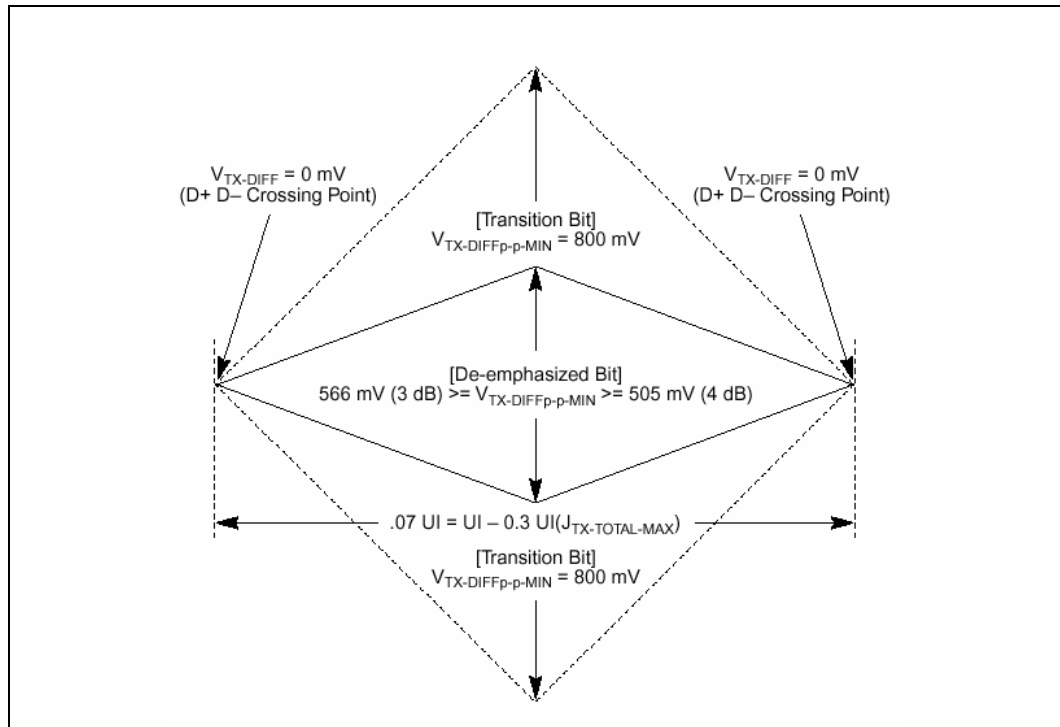 V_TX-DIFF = 0 mV
(D+ D– Crossing Point)
V_TX-DIFF = 0 mV
(D+ D– Crossing Point)
[Transition Bit]
V_TX-DIFFp-p-MIN = 800 mV
[De-emphasized Bit]
566 mV (3 dB) >= V_TX-DIFFp-p-MIN >= 505 mV (4 dB)
.07 UI = UI – 0.3 UI(J_TX-TOTAL-MAX)
[Transition Bit]
V_TX-DIFFp-p-MIN = 800 mV